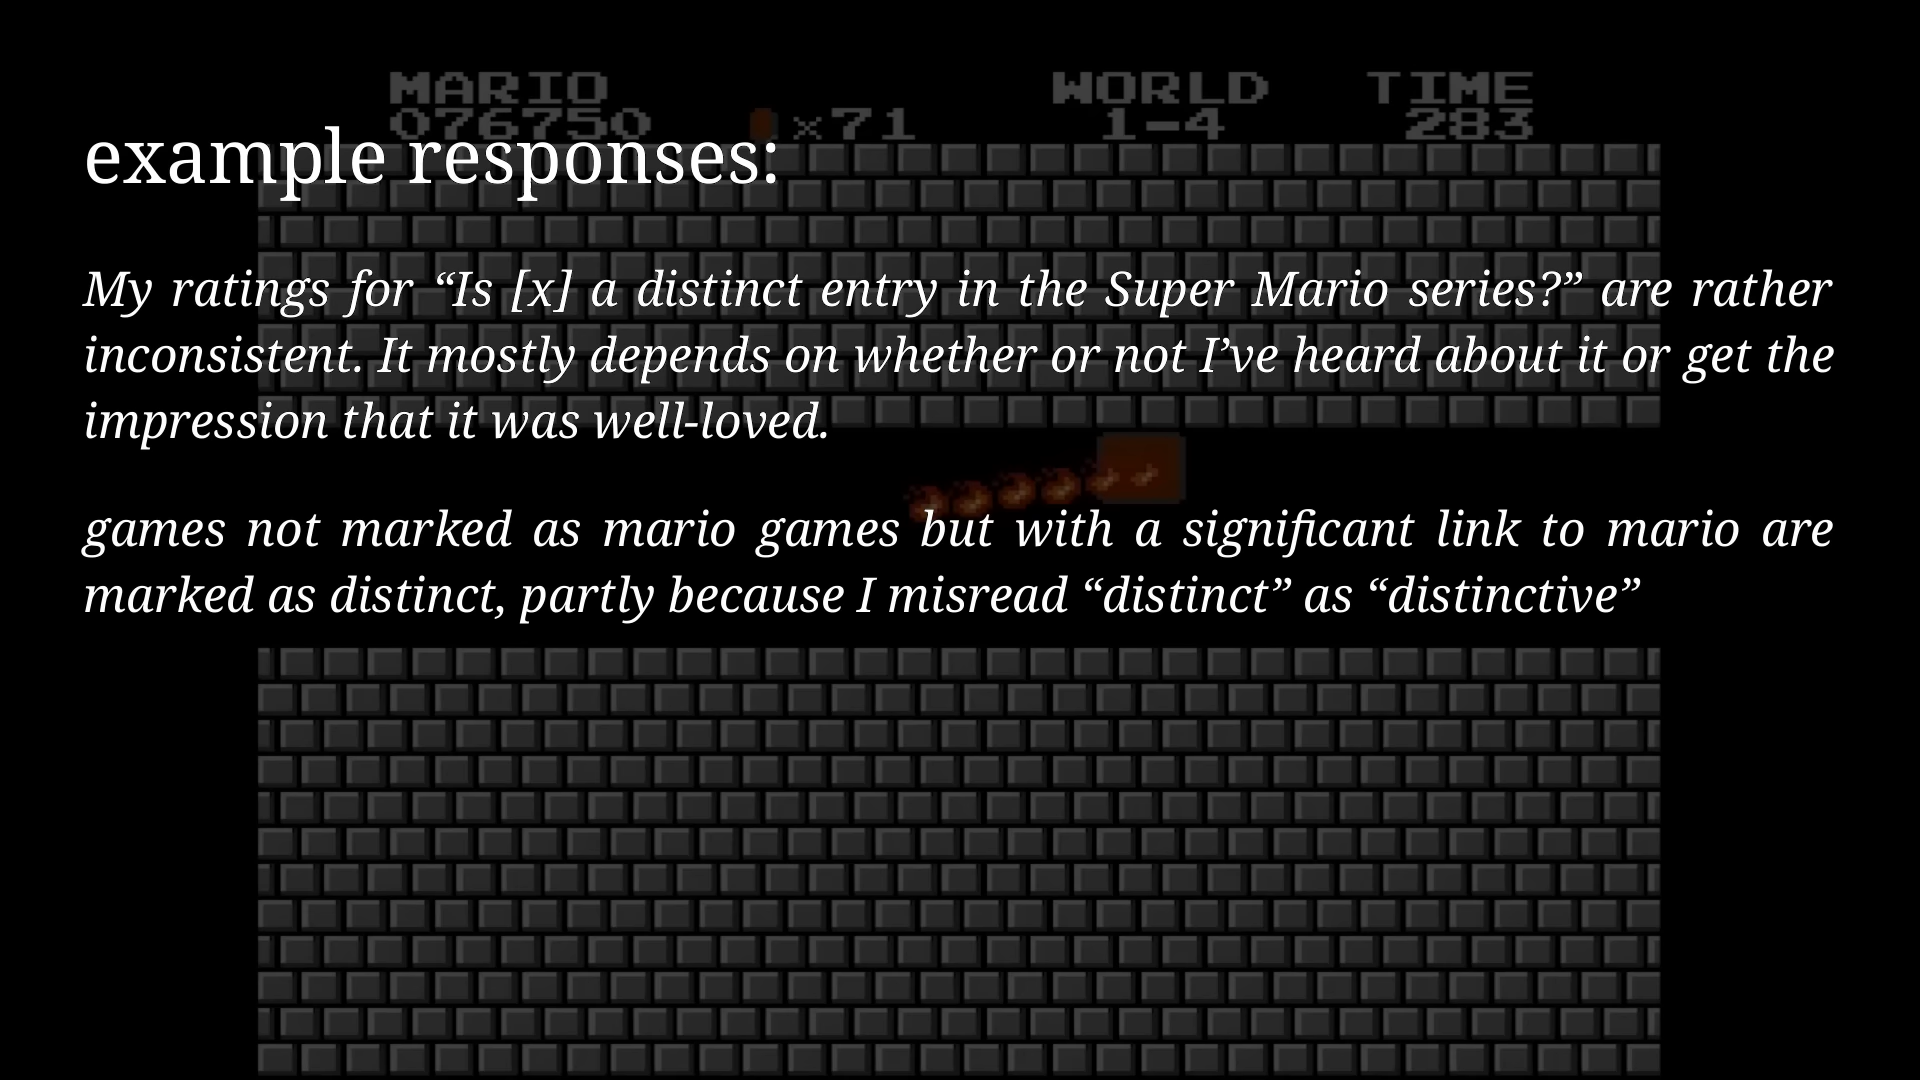 MARIO WORLD TIME
076750 ×71 1-4 283
example responses:
My ratings for “Is [x] a distinct entry in the Super Mario series?” are rather
inconsistent. It mostly depends on whether or not I’ve heard about it or get the
impression that it was well-loved.
games not marked as mario games but with a significant link to mario are
marked as distinct, partly because I misread “distinct” as “distinctive”